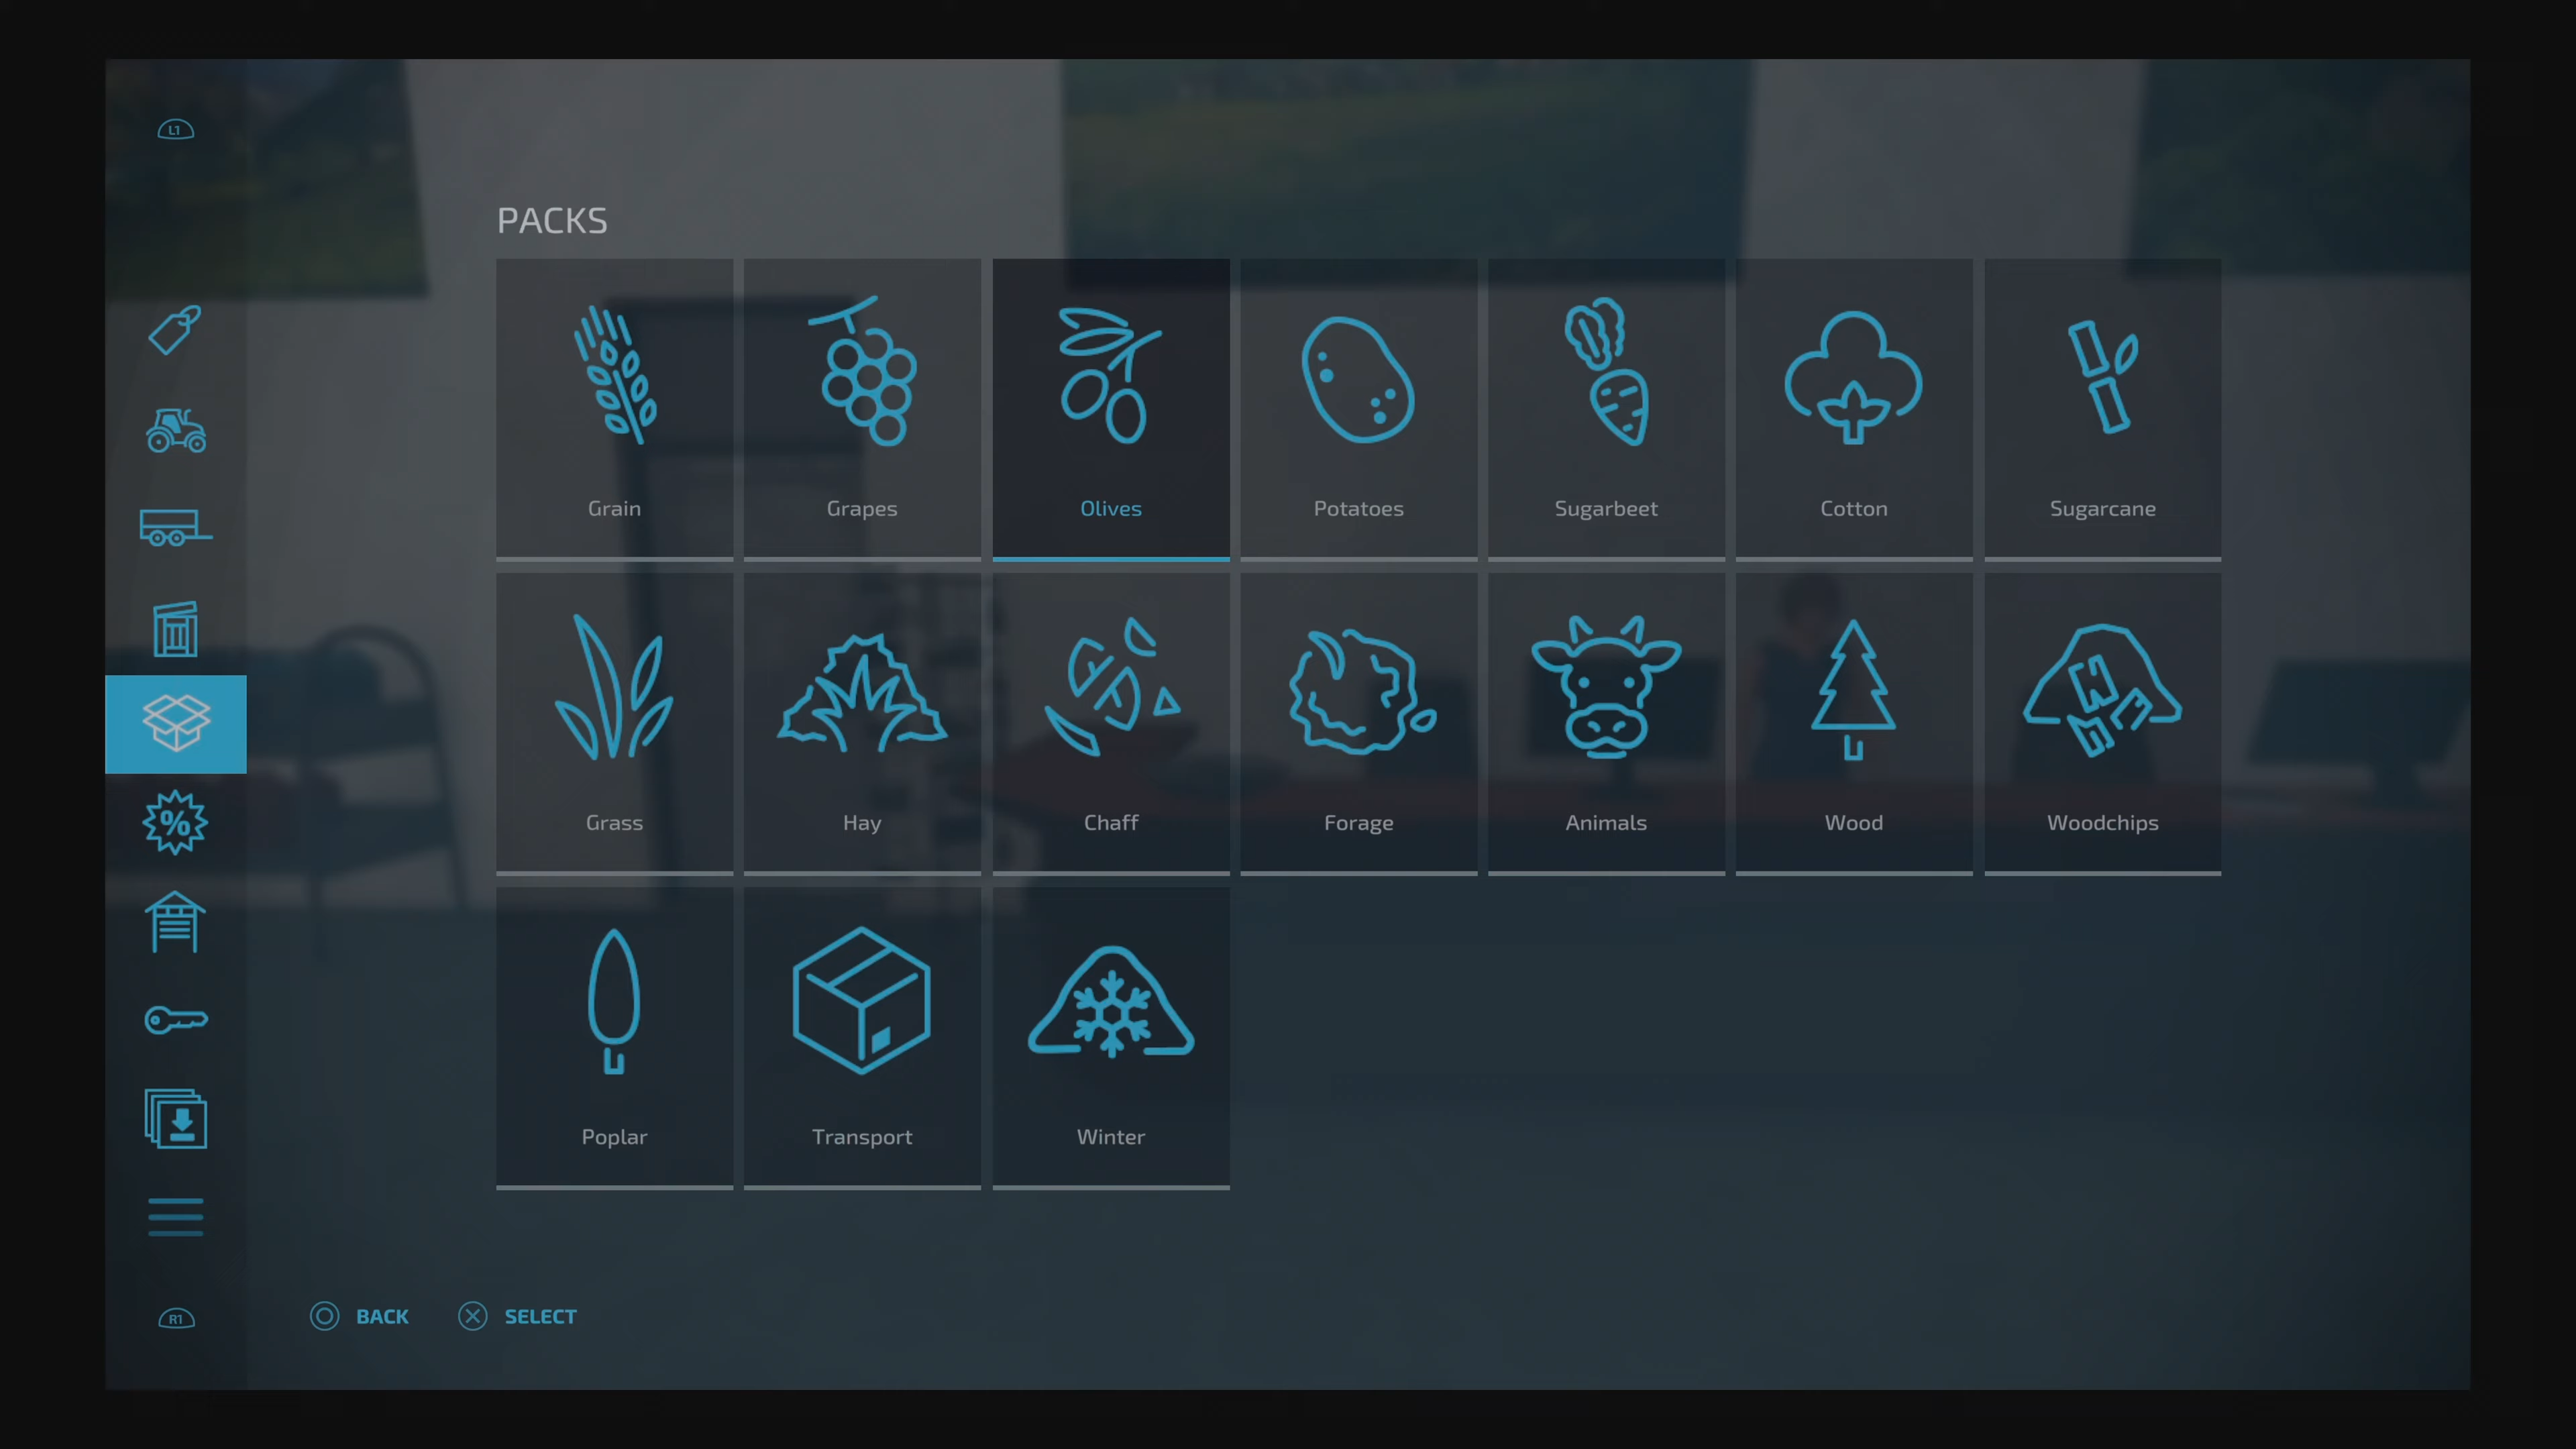 L1
PACKS
Grain Grapes Olives Potatoes Sugarbeet Cotton Sugarcane
Grass Hay Chaff Forage Animals Wood Woodchips
%
Poplar Transport Winter
R1 BACK SELECT